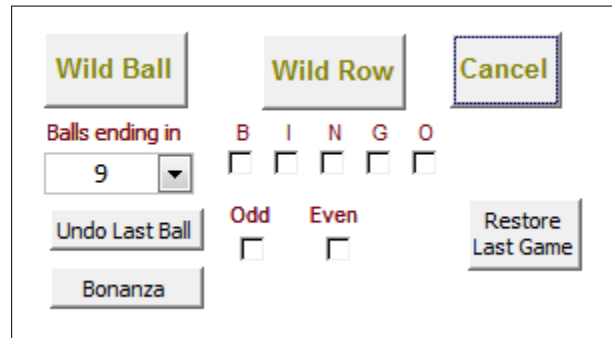 Wild Ball
Wild Row
Cancel
Balls ending in
B I N G O
9
Undo Last Ball
Odd Even
Restore
Last Game
Bonanza